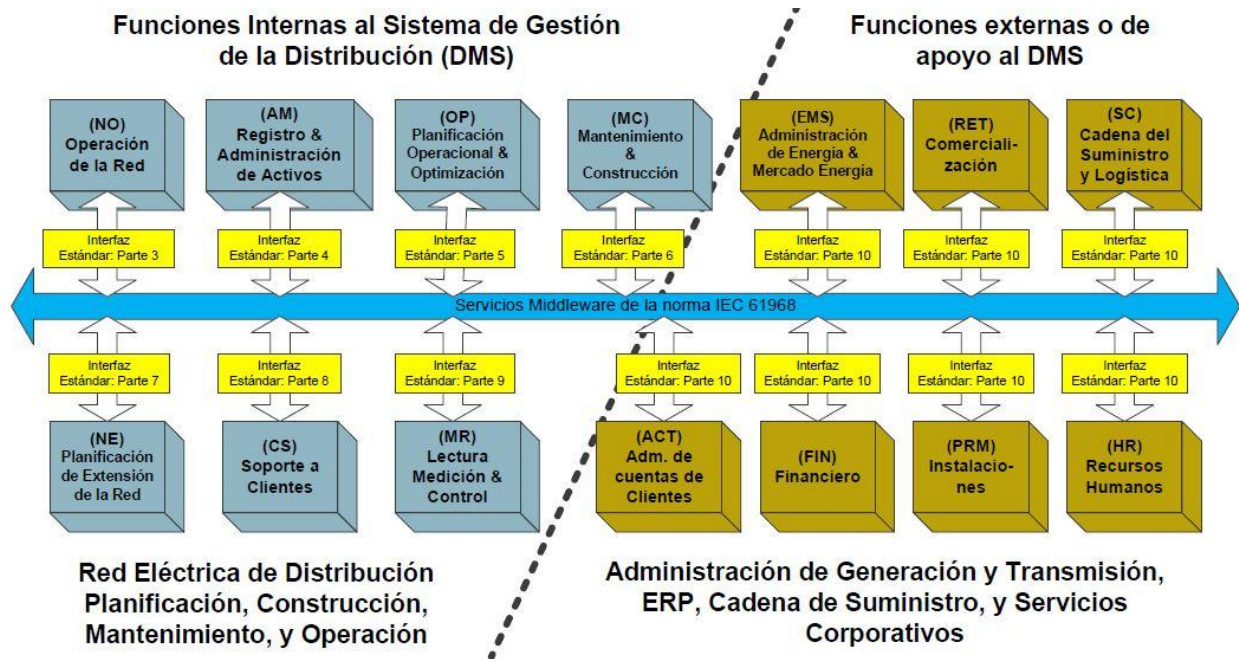 Funciones Internas al Sistema de Gestión
de la Distribución (DMS)
Funciones externas o de
apoyo al DMS
(NO)
Operación
de la Red
(AM)
Registro &
Administración
de Activos
(OP)
Planificación
Operacional &
Optimización
(MC)
Mantenimiento
&
Construcción
(EMS)
Administración
de Energía &
Mercado Energía
(RET)
Comerciali-
zación
(SC)
Cadena del
Suministro
y Logística
Interfaz
Estándar: Parte 3
Interfaz
Estándar: Parte 4
Interfaz
Estándar: Parte 5
Interfaz
Estándar: Parte 6
Interfaz
Estándar: Parte 10
Interfaz
Estándar: Parte 10
Interfaz
Estándar: Parte 10
Servicios Middleware de la norma IEC 61968
Interfaz
Estándar: Parte 7
Interfaz
Estándar: Parte 8
Interfaz
Estándar: Parte 9
Interfaz
Estándar: Parte 10
Interfaz
Estándar: Parte 10
Interfaz
Estándar: Parte 10
Interfaz
Estándar: Parte 10
(NE)
Planificación
de Extensión
de la Red
(CS)
Soporte a
Clientes
(MR)
Lectura
Medición &
Control
(ACT)
Adm. de
cuentas de
Clientes
(FIN)
Financiero
(PRM)
Instalacio-
nes
(HR)
Recursos
Humanos
Red Eléctrica de Distribución
Planificación, Construcción,
Mantenimiento, y Operación
Administración de Generación y Transmisión,
ERP, Cadena de Suministro, y Servicios
Corporativos